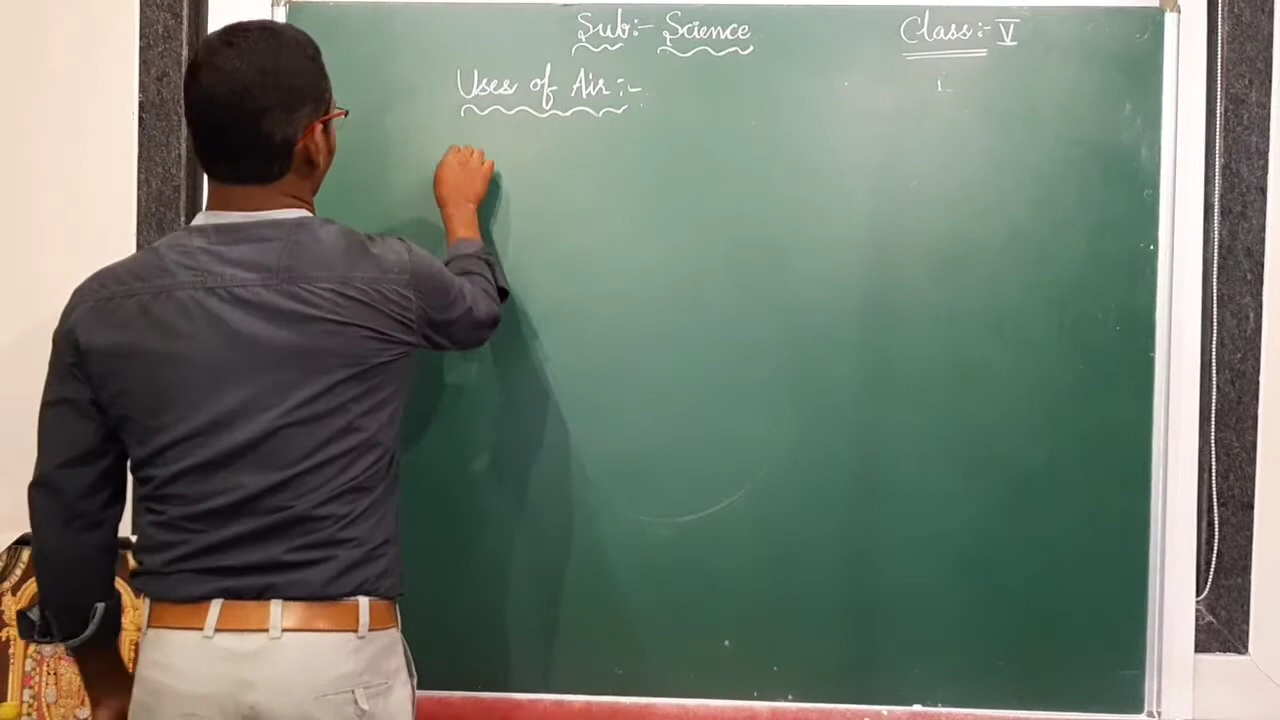 Sub:- Science
Class:- V
Uses of Air:-